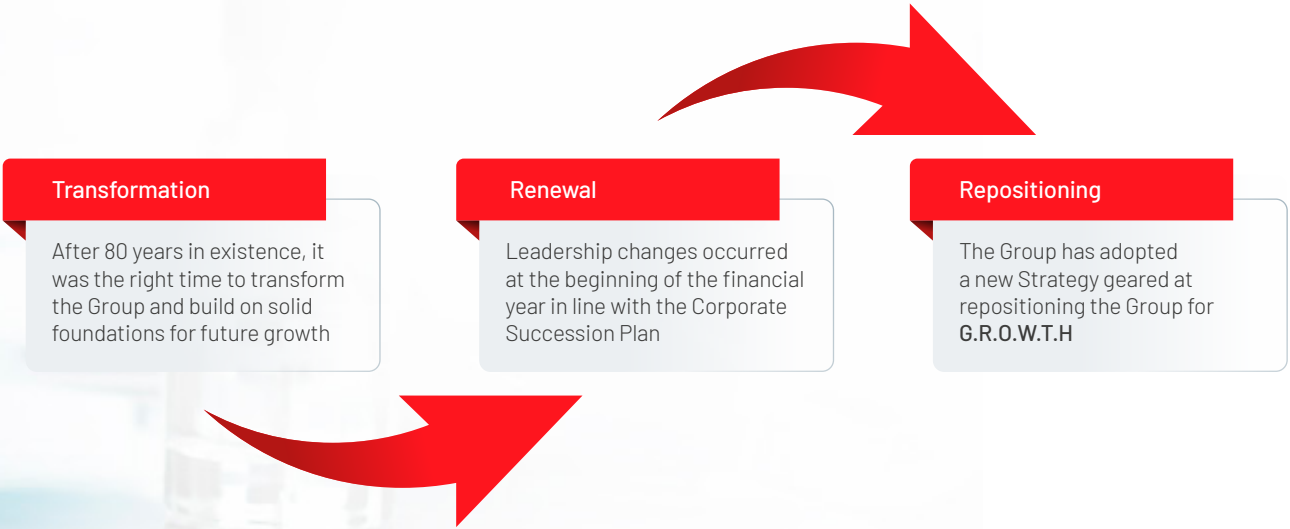 Transformation
After 80 years in existence, it
was the right time to transform
the Group and build on solid
foundations for future growth
Renewal
Leadership changes occurred
at the beginning of the financial
year in line with the Corporate
Succession Plan
Repositioning
The Group has adopted
a new Strategy geared at
repositioning the Group for
G.R.O.W.T.H